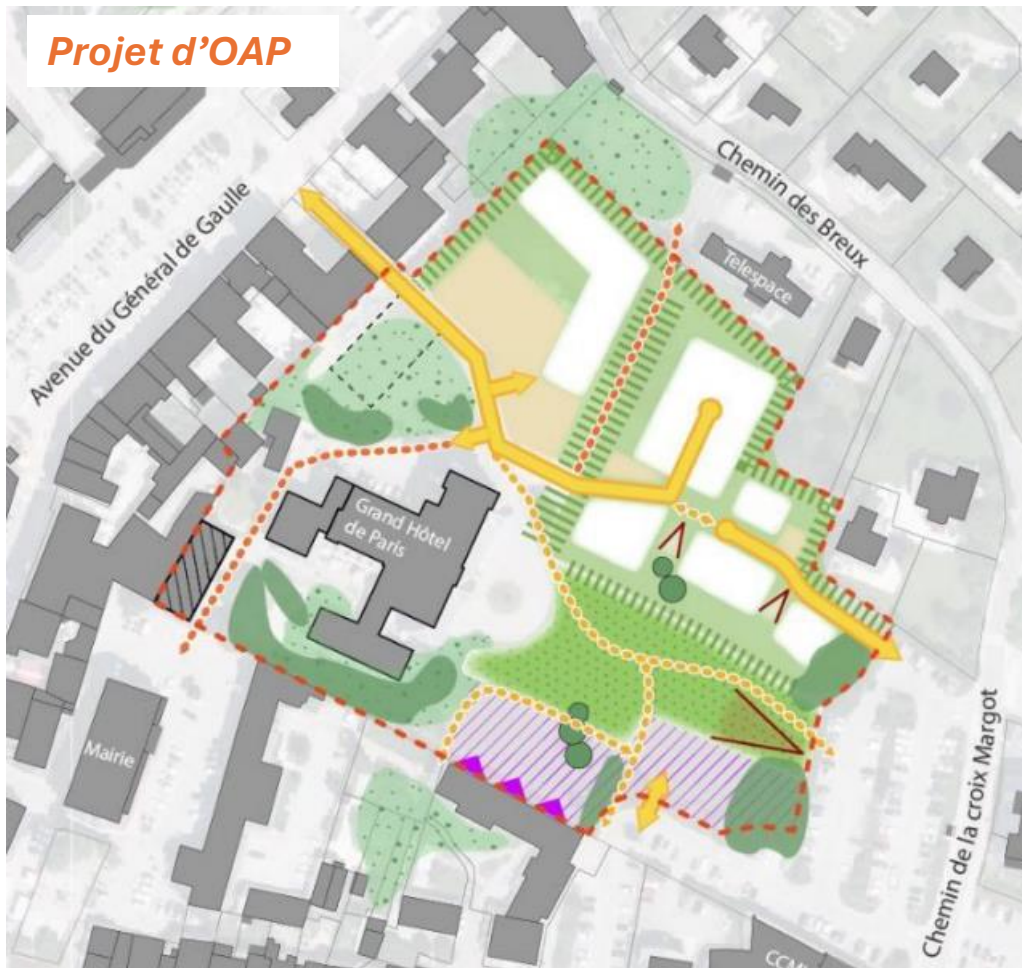 Projet d'OAP
Chemin des Breux
Avenue du Général de Gaulle
Telespace
Grand Hôtel
de Paris
Mairie
Chemin de la croix Margot